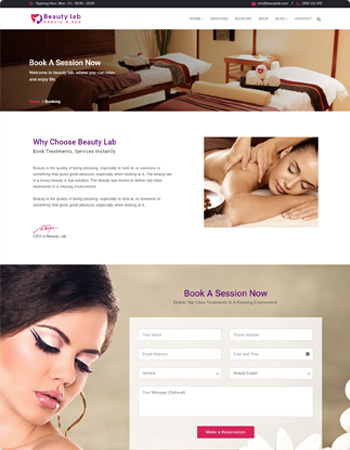 Opening Hour: Mon - Fri : 08:00 - 18:00
info@beautylab.com
Beauty lab
Beauty & spa
HOME
SERVICES
BOOKING
SHOP
BLOG
CONTACT
Book A Session Now
Welcome to beauty lab, where you can relax
and enjoy life.
Home > Booking
Why Choose Beauty Lab
Book Treatments, Services Instantly
Beauty is the quality of being pleasing, especially to look at, or someone or
something that gives great pleasure, especially when looking at it. The beauty lab
is a luxury beauty & spa solution. The beauty spa aimes to deliver top class
treatments in a relaxing environment.
Beauty is the quality of being pleasing, especially to look at, or someone or
something that gives great pleasure, especially when looking at it.
CEO of Beauty Lab
Book A Session Now
Deliver Top Class Treatments In A Relaxing Environment.
Your Name
Phone Number
Email Address
Date and Time
Service
Beauty Expert
Your Message (Optional)
Make a Reservation